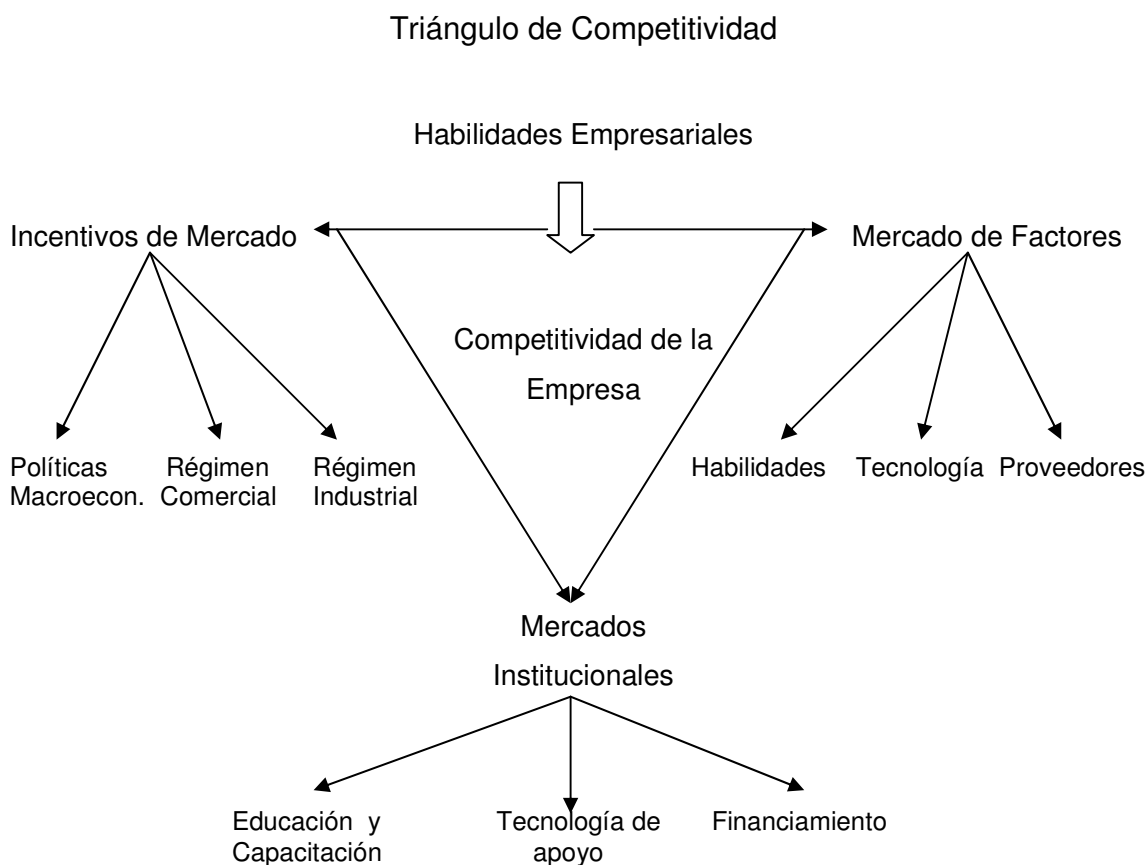 Triángulo de Competitividad
Habilidades Empresariales
Incentivos de Mercado
Mercado de Factores
Competitividad de la
Empresa
Políticas
Macroecon.
Régimen
Comercial
Régimen
Industrial
Habilidades
Tecnología
Proveedores
Mercados
Institucionales
Educación y
Capacitación
Tecnología de
apoyo
Financiamiento